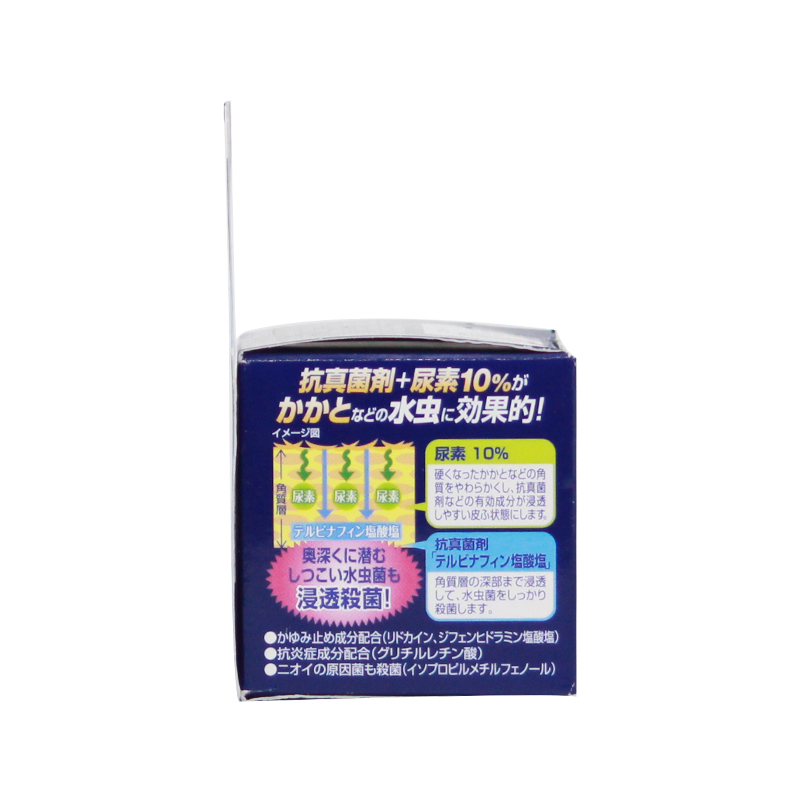 抗真菌剤+尿素10%が
かかとなどの水虫に効果的!
イメージ図
角質層
尿素 尿素 尿素
テルビナフィン塩酸塩
奥深くに潜む
しつこい水虫菌も
浸透殺菌!
尿素 10%
硬くなったかかとなどの角
質をやわらかくし、抗真菌
剤などの有効成分が浸透
しやすい皮ふ状態にします。
抗真菌剤
「テルビナフィン塩酸塩」
角質層の深部まで浸透
して、水虫菌をしっかり
殺菌します。
●かゆみ止め成分配合(リドカイン、ジフェンヒドラミン塩酸塩)
●抗炎症成分配合(グリチルレチン酸)
●ニオイの原因菌も殺菌(イソプロピルメチルフェノール)